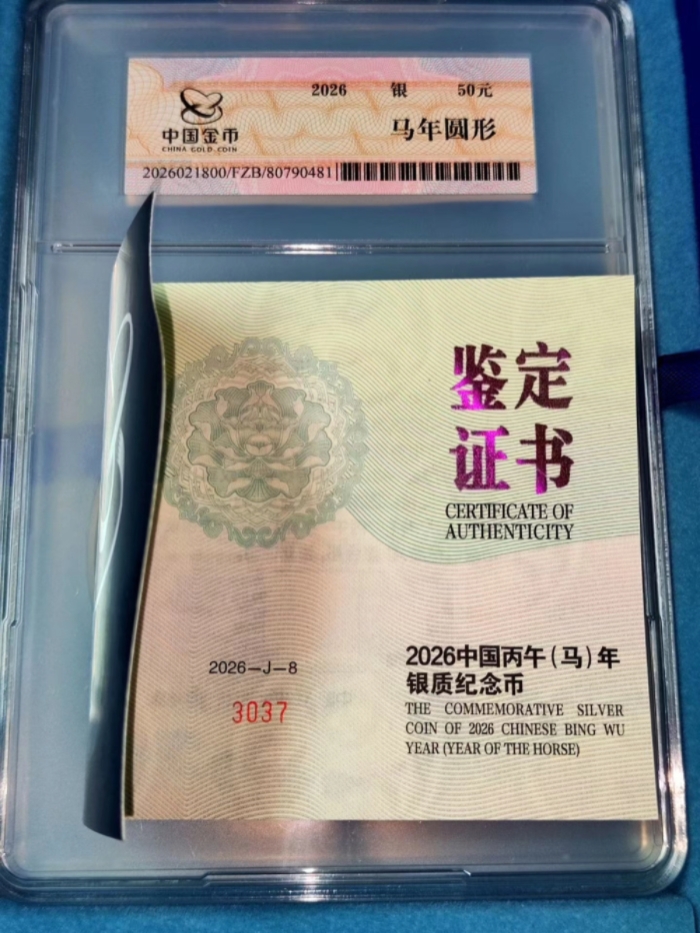 2026 银 50元
中国金币
CHINA GOLD COIN
马年圆形
2026021800/FZB/80790481
鉴定
证书
CERTIFICATE OF
AUTHENTICITY
2026-J-8
3037
2026中国丙午(马)年
银质纪念币
THE COMMEMORATIVE SILVER
COIN OF 2026 CHINESE BING WU
YEAR (YEAR OF THE HORSE)